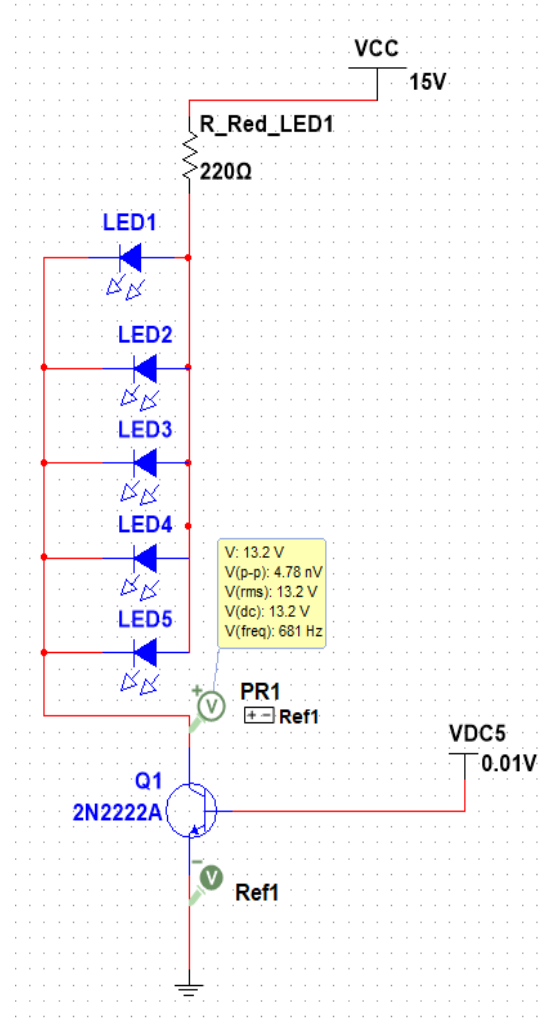 VCC
15V
R_Red_LED1
220Ω
LED1
LED2
LED3
LED4
V: 13.2 V
V(p-p): 4.78 nV
V(rms): 13.2 V
V(dc): 13.2 V
V(freq): 681 Hz
LED5
PR1
+
V
+ - Ref1
VDC5
0.01V
Q1
2N2222A
-
V
Ref1